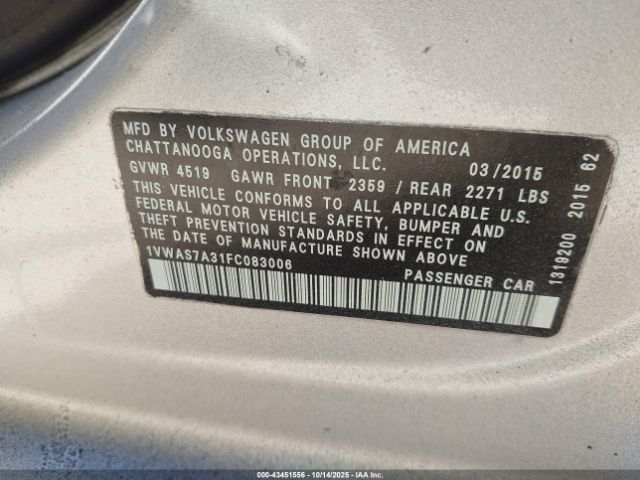 MFD BY VOLKSWAGEN GROUP OF AMERICA
CHATTANOOGA OPERATIONS, LLC. 03/2015
GVWR 4519 GAWR FRONT 2359 / REAR 2271 LBS
THIS VEHICLE CONFORMS TO ALL APPLICABLE U.S.
FEDERAL MOTOR VEHICLE SAFETY, BUMPER AND
THEFT PREVENTION STANDARDS IN EFFECT ON
THE DATE OF MANUFACTURE SHOWN ABOVE
1VWAS7A31FC083006 PASSENGER CAR
1319200 2015 62
000-43451556 - 10/14/2025 - IAAI, Inc.